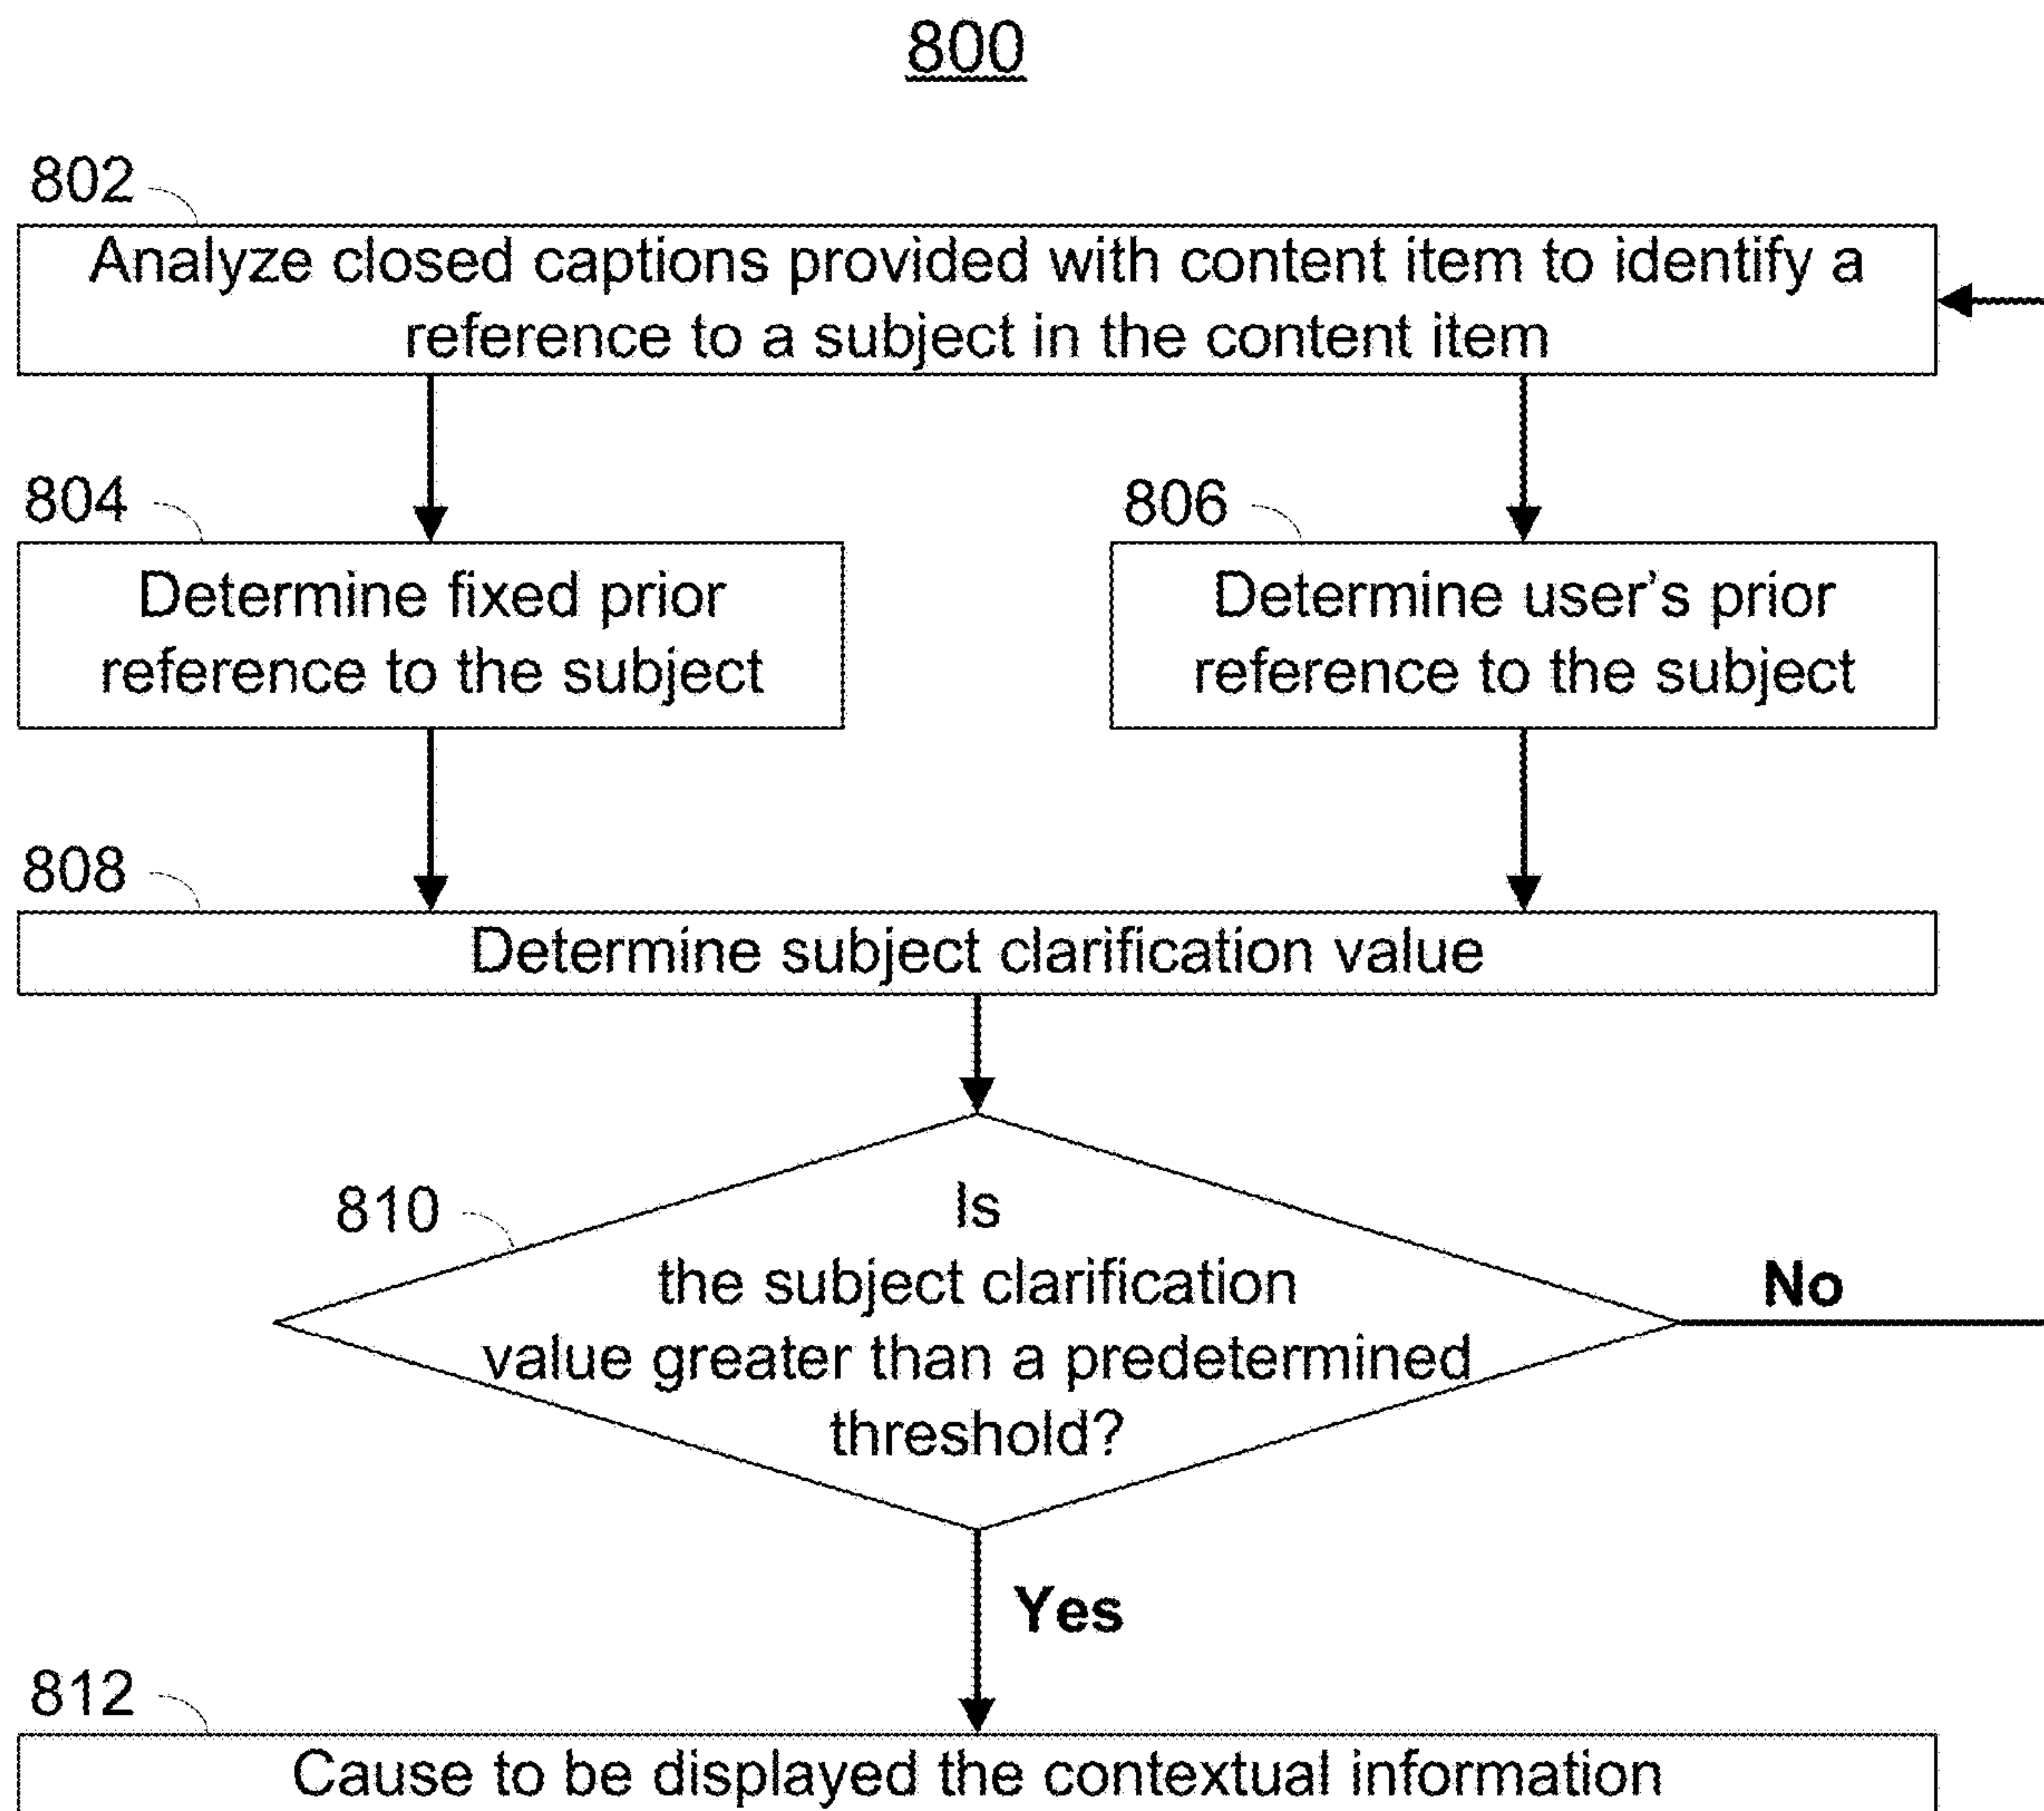 800
802
Analyze closed captions provided with content item to identify a
reference to a subject in the content item
804
Determine fixed prior
reference to the subject
806
Determine user's prior
reference to the subject
808
Determine subject clarification value
810
Is
the subject clarification
value greater than a predetermined
threshold?
No
Yes
812
Cause to be displayed the contextual information